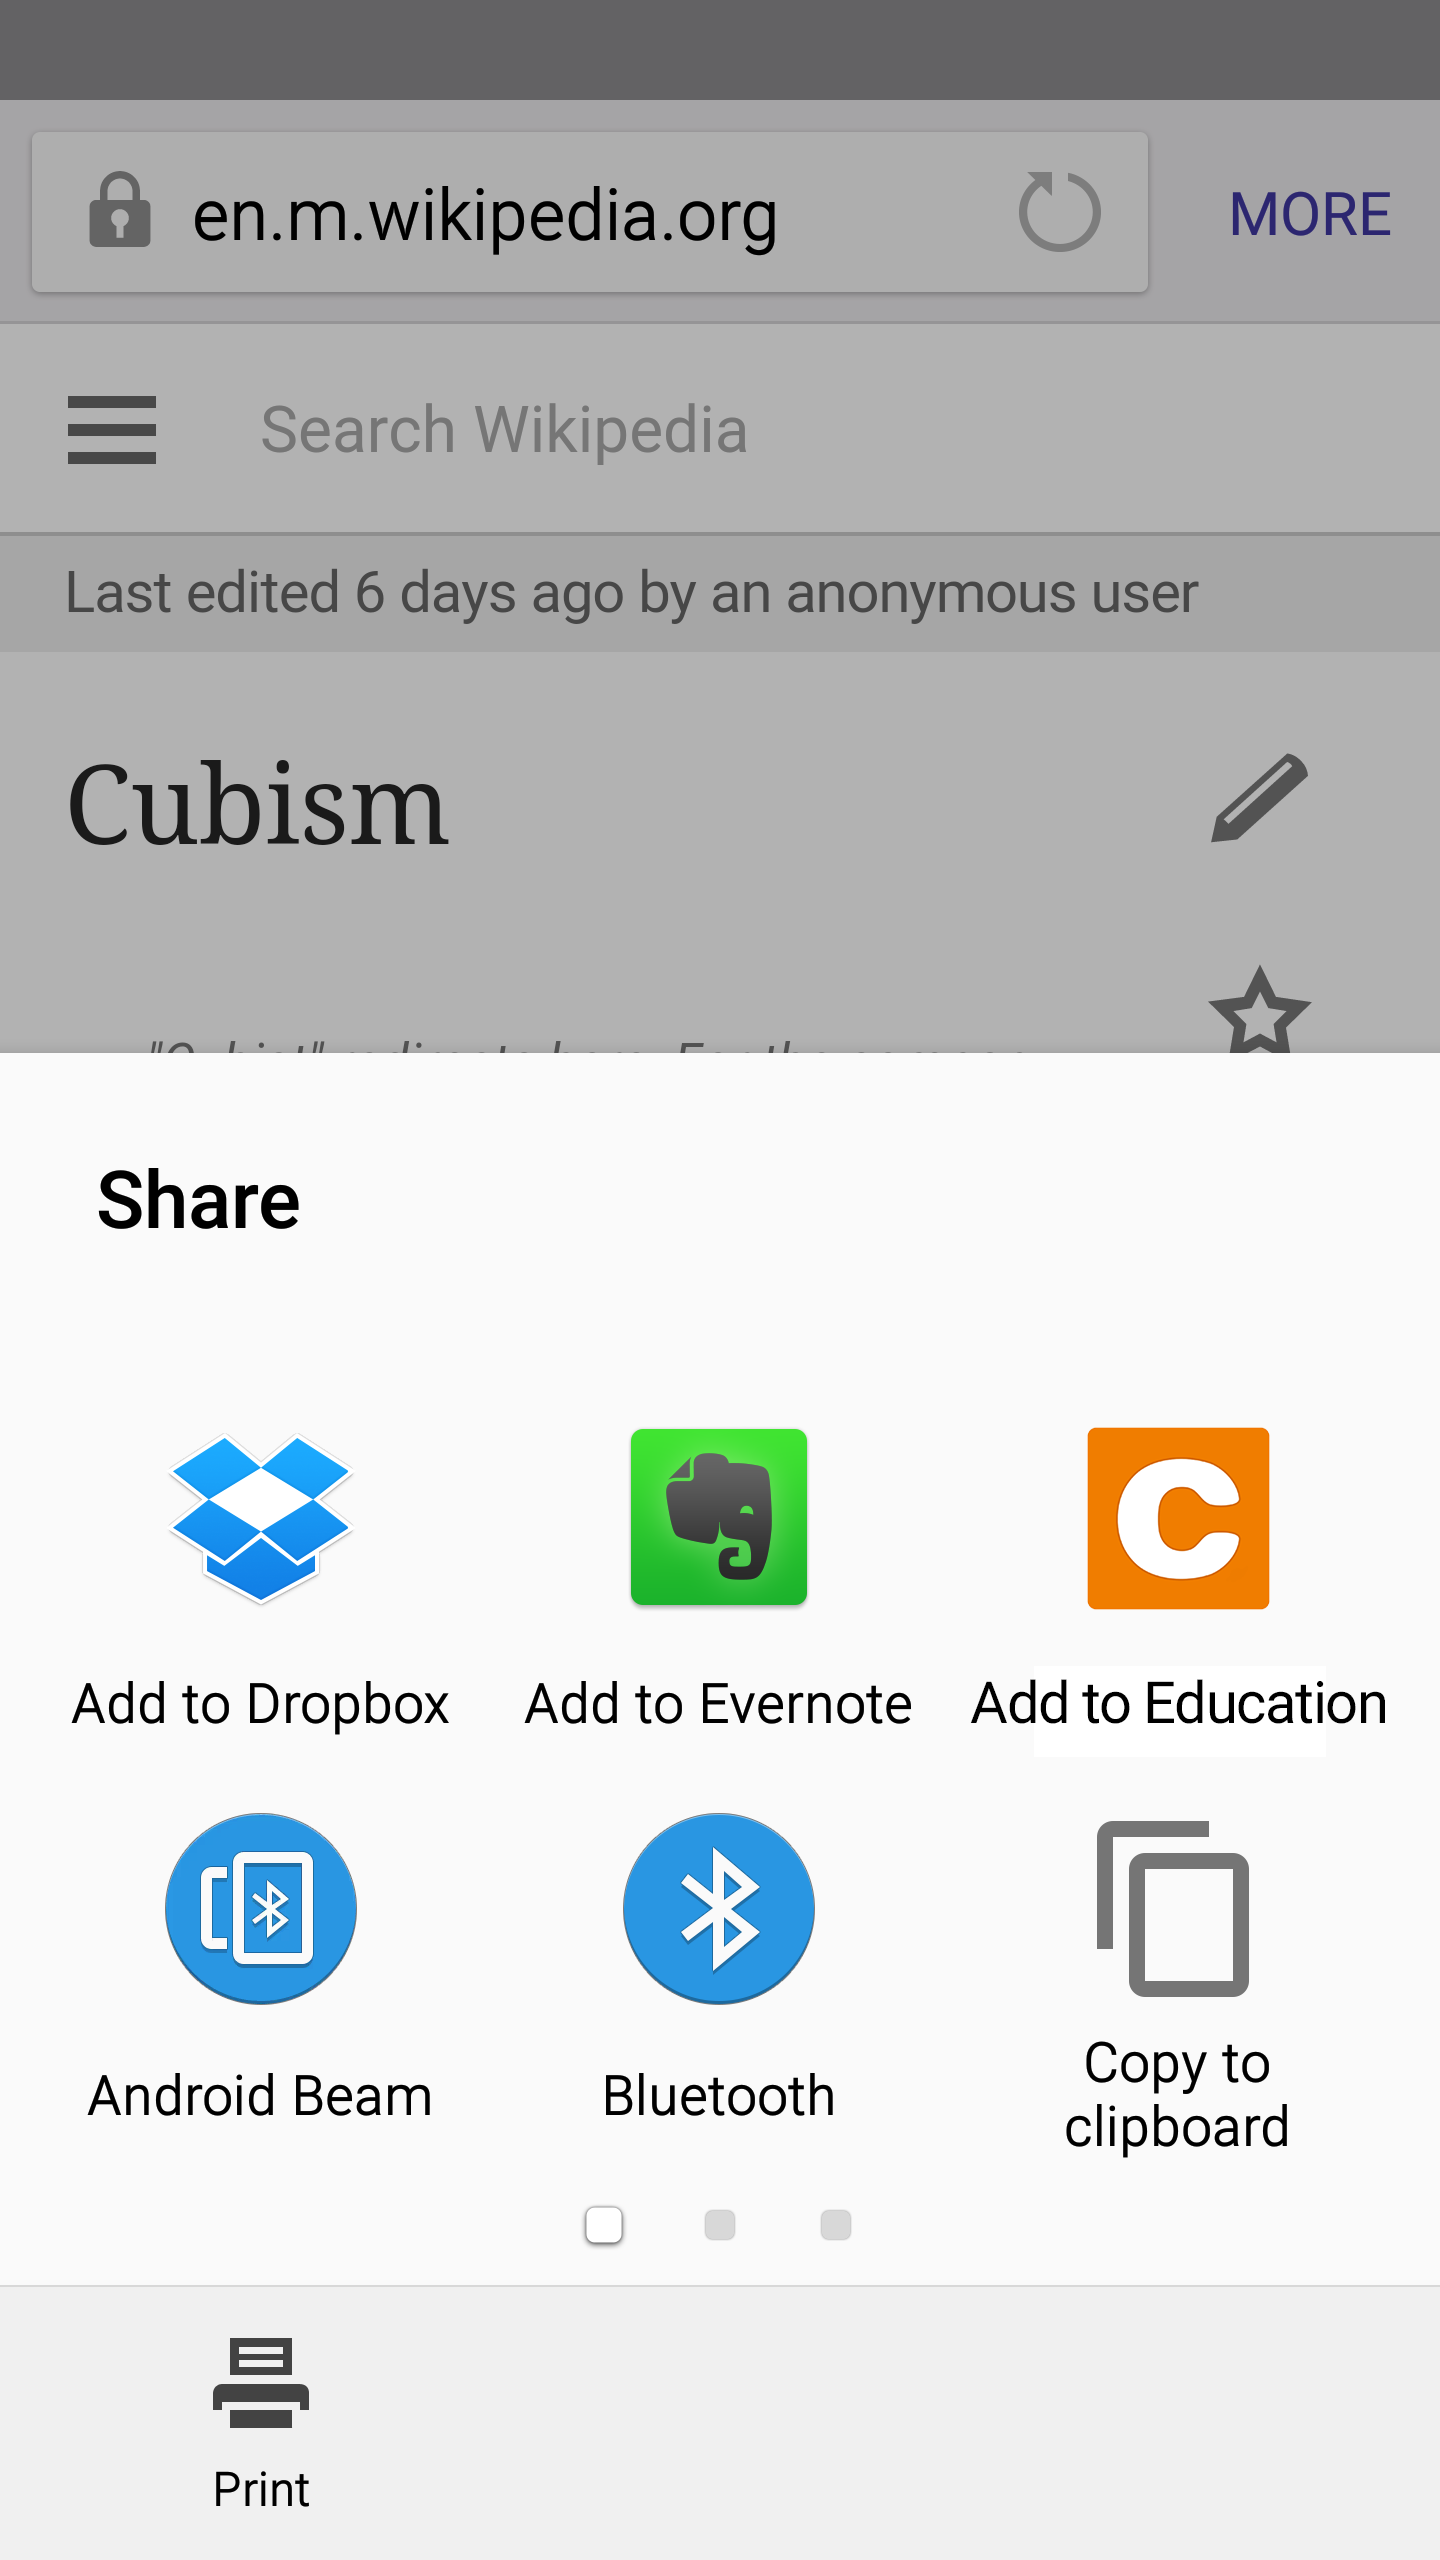 en.m.wikipedia.org
MORE
Search Wikipedia
Last edited 6 days ago by an anonymous user
Cubism
Share
Add to Dropbox
Add to Evernote
C
Add to Education
Android Beam
Bluetooth
Copy to
clipboard
Print